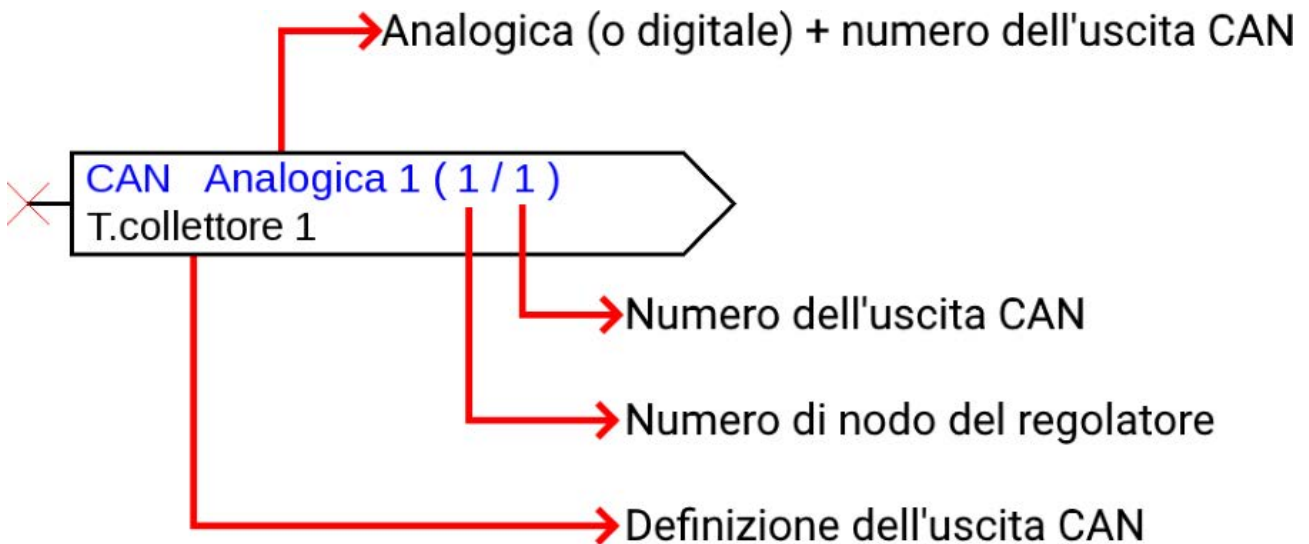 Analogica (o digitale) + numero dell'uscita CAN
CAN Analogica 1 ( 1 / 1 )
T.collettore 1
Numero dell'uscita CAN
Numero di nodo del regolatore
Definizione dell'uscita CAN